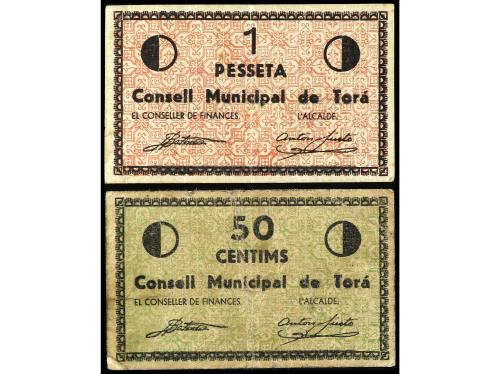 1
PESSETA
Consell Municipal de Torá
EL CONSELLER DE FINANCES. L'ALCALDE.
50
CENTIMS
Consell Municipal de Torá
EL CONSELLER DE FINANCES. L'ALCALDE.